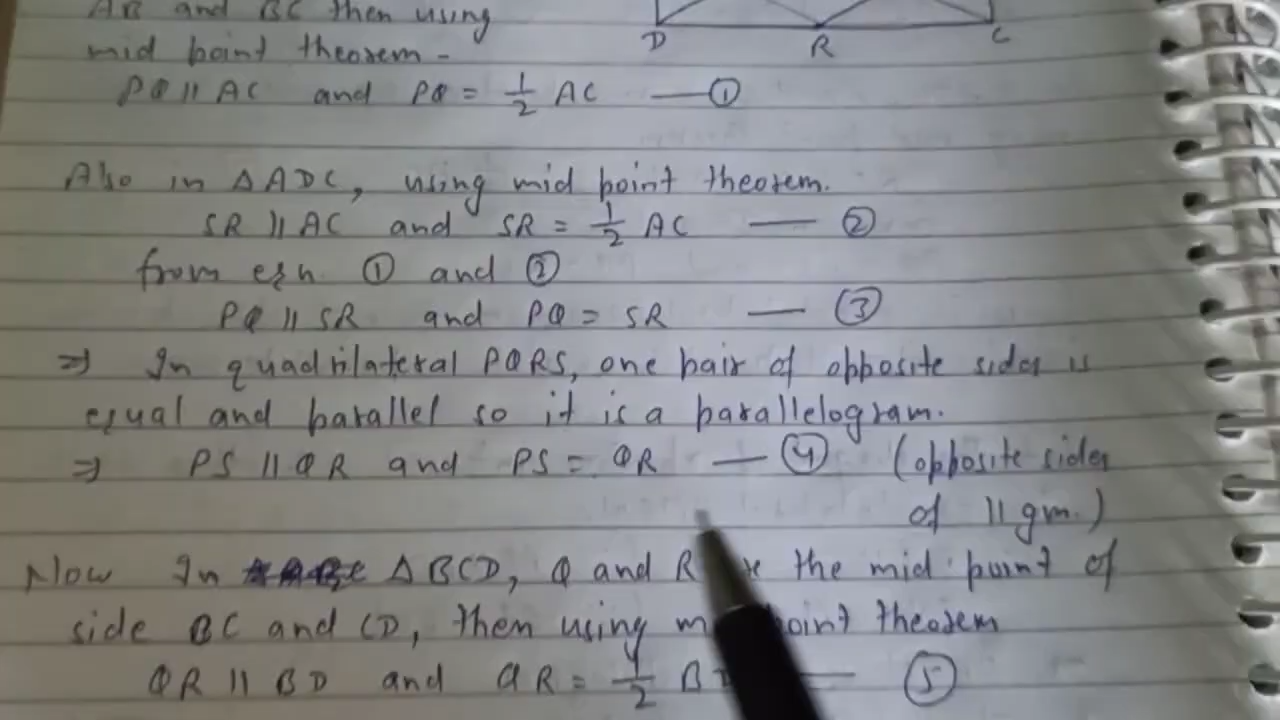 AB and BC then using
D R C
mid point theorem -
PQ || AC and PQ = 1/2 AC — ①
Also in ΔADC, using mid point theorem.
SR || AC and SR = 1/2 AC — ②
from eqn ① and ②
PQ || SR and PQ = SR — ③
⇒ In quadrilateral PQRS, one pair of opposite sides is
equal and parallel so it is a parallelogram.
⇒ PS || QR and PS = QR — ④ (opposite sides
of || gm.)
Now In ΔBCD, Q and R the mid point of
side BC and CD, then using point theorem
QR || BD and QR = 1/2 BD — ⑤